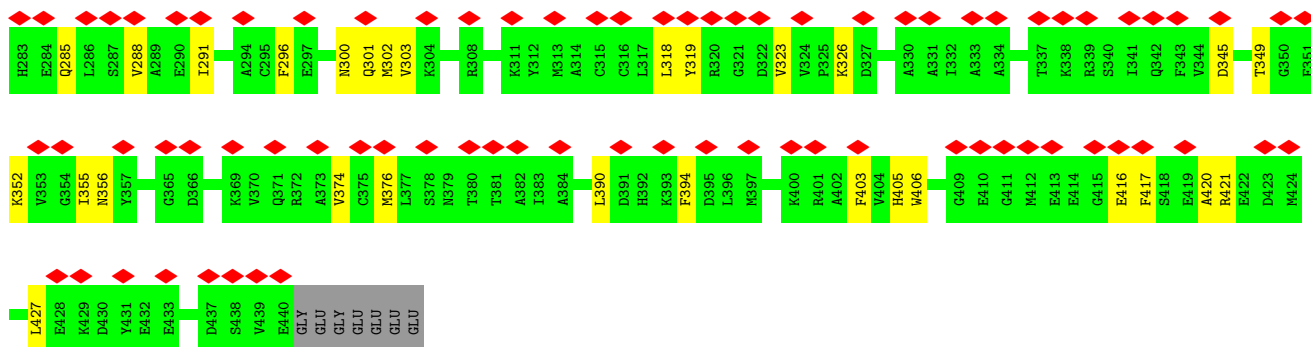 H283 E284 Q285 L286 S287 V288 A289 E290 I291 A294 C295 F296 E297 N300 Q301 M302 V303 K304 R308 K311 Y312 M313 A314 C315 C316 L317 L318 Y319 R320 G321 D322 V323 V324 P325 K326 D327 A330 A331 I332 A333 A334 T337 K338 R339 S340 I341 Q342 F343 V344 D345 T349 G350 F351
K352 V353 G354 I355 N356 Y357 G365 D366 K369 V370 Q371 R372 A373 V374 C375 M376 L377 S378 N379 T380 T381 A382 I383 A384 L390 D391 H392 K393 F394 D395 L396 M397 K400 R401 A402 F403 V404 H405 W406 G409 E410 G411 M412 E413 E414 G415 E416 F417 S418 E419 A420 R421 E422 D423 M424
L427 E428 K429 D430 Y431 E432 E433 D437 S438 V439 E440 GLY GLU GLY GLU GLU GLU GLU